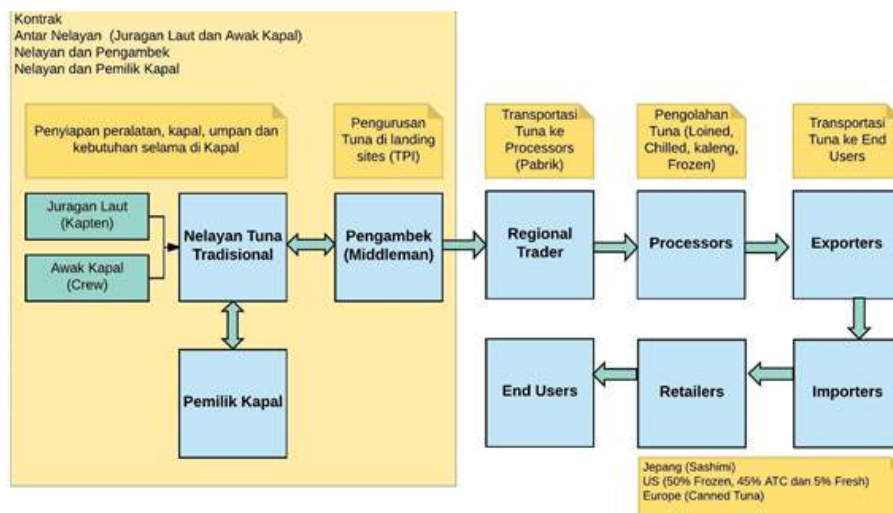 Kontrak
Antar Nelayan (Juragan Laut dan Awak Kapal)
Nelayan dan Pengambek
Nelayan dan Pemilik Kapal
Penyiapan peralatan, kapal, umpan dan
kebutuhan selama di Kapal
Pengurusan
Tuna di landing
sites (TPI)
Transportasi
Tuna ke
Processors
(Pabrik)
Pengolahan
Tuna (Loined,
Chilled, kaleng,
Frozen)
Transportasi
Tuna ke End
Users
Juragan Laut
(Kapten)
Awak Kapal
(Crew)
Nelayan Tuna
Tradisional
Pengambek
(Middleman)
Regional
Trader
Processors
Exporters
Pemilik Kapal
End Users
Retailers
Importers
Jepang (Sashimi)
US (50% Frozen, 45% ATC dan 5% Fresh)
Europe (Canned Tuna)